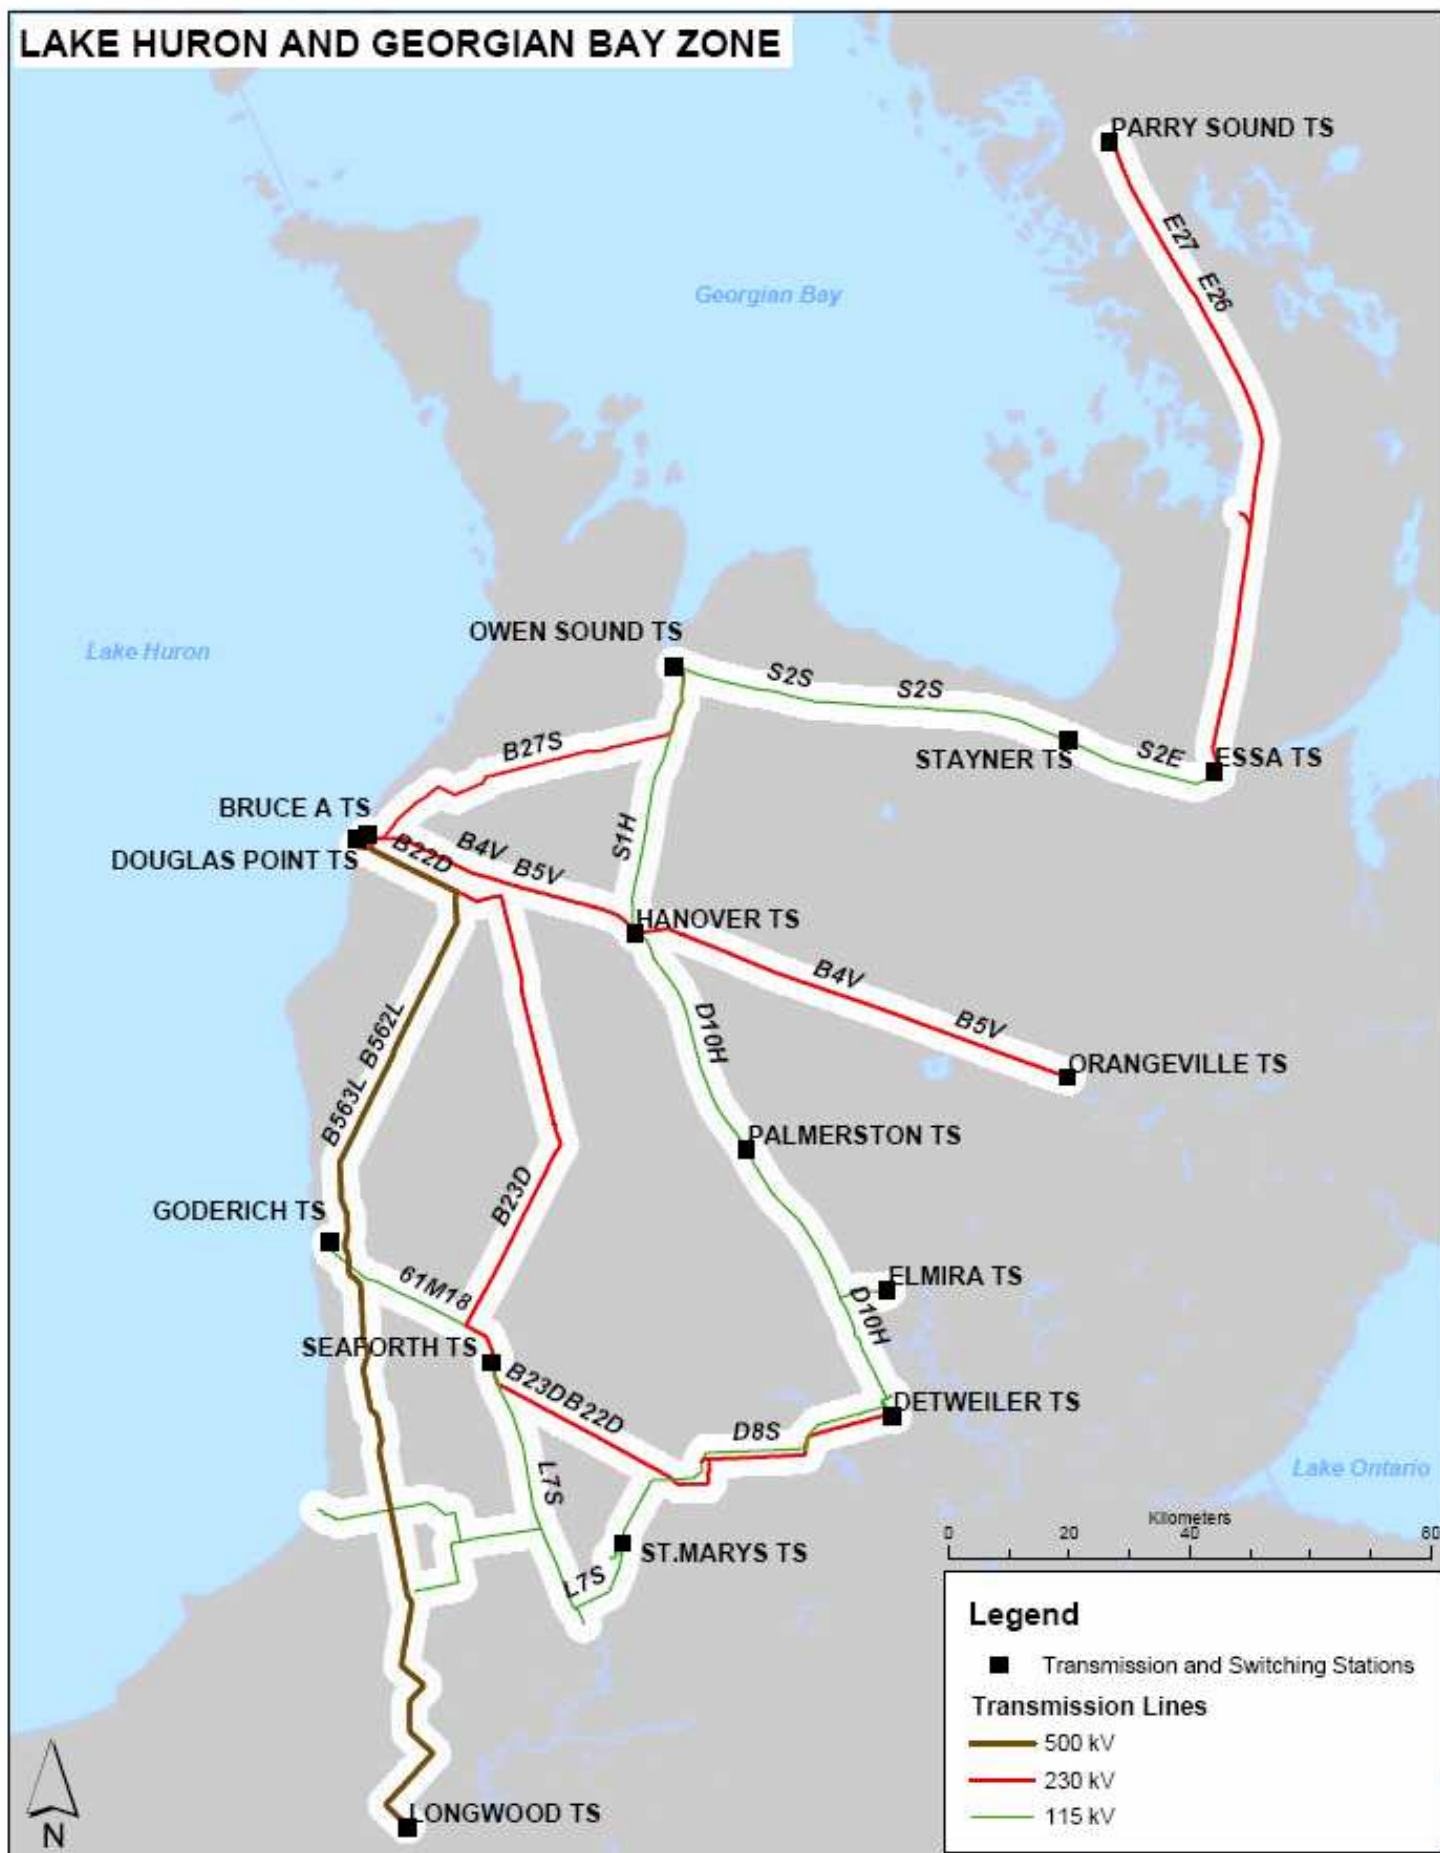 LAKE HURON AND GEORGIAN BAY ZONE
PARRY SOUND TS
E27
E26
Georgian Bay
OWEN SOUND TS
Lake Huron
S2S
S2S
STAYNER TS
S2E
ESSA TS
B27S
BRUCE A TS
DOUGLAS POINT TS
B22D
B4V
B5V
S1H
HANOVER TS
B4V
B5V
D10H
ORANGEVILLE TS
B563L
B562L
PALMERSTON TS
B23D
GODERICH TS
61M18
ELMIRA TS
D10H
SEAFORTH TS
B23D
B22D
DETWEILER TS
D8S
L7S
Lake Ontario
Kilometers
0 20 40 60
ST.MARYS TS
L7S
Legend
Transmission and Switching Stations
Transmission Lines
500 kV
230 kV
115 kV
LONGWOOD TS
N